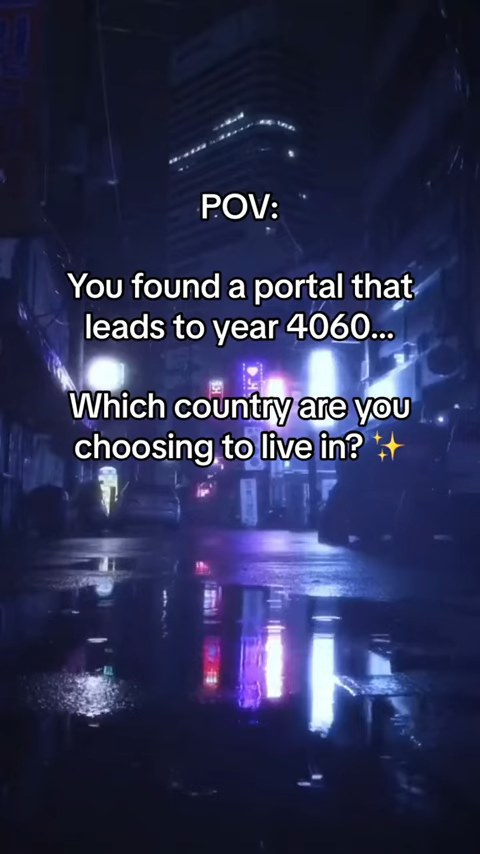 POV:
You found a portal that
leads to year 4060...
Which country are you
choosing to live in? ✨